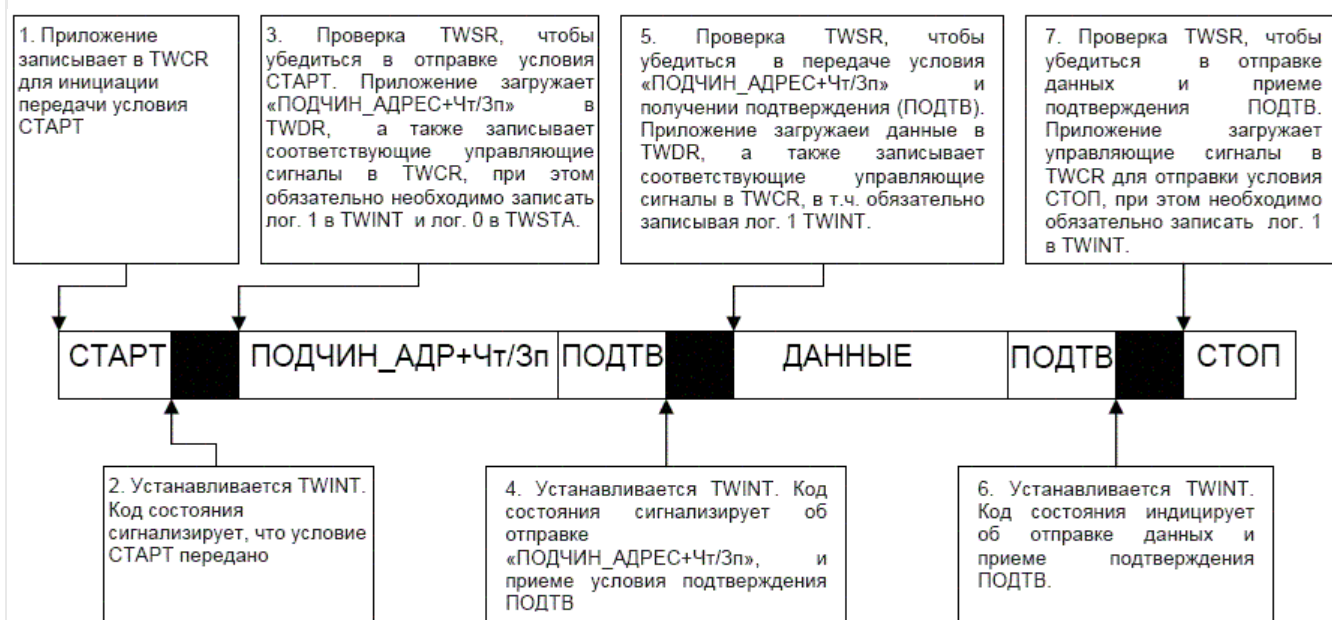 1. Приложение
записывает в TWCR
для инициации
передачи условия
СТАРТ
3. Проверка TWSR, чтобы
убедиться в отправке условия
СТАРТ. Приложение загружает
«ПОДЧИН_АДРЕС+Чт/Зп» в
TWDR, а также записывает
соответствующие управляющие
сигналы в TWCR, при этом
обязательно необходимо записать
лог. 1 в TWINT и лог. 0 в TWSTA.
5. Проверка TWSR, чтобы
убедиться в передаче условия
«ПОДЧИН_АДРЕС+Чт/Зп» и
получении подтверждения (ПОДТВ).
Приложение загружаеи данные в
TWDR, а также записывает
соответствующие управляющие
сигналы в TWCR, в т.ч. обязательно
записывая лог. 1 TWINT.
7. Проверка TWSR, чтобы
убедиться в отправке
данных и приеме
подтверждения ПОДТВ.
Приложение загружает
управляющие сигналы в
TWCR для отправки условия
СТОП, при этом необходимо
обязательно записать лог. 1
в TWINT.
СТАРТ ПОДЧИН_АДР+Чт/Зп ПОДТВ ДАННЫЕ ПОДТВ СТОП
2. Устанавливается TWINT.
Код состояния
сигнализирует, что условие
СТАРТ передано
4. Устанавливается TWINT. Код
состояния сигнализирует об
отправке
«ПОДЧИН_АДРЕС+Чт/Зп», и
приеме условия подтверждения
ПОДТВ
6. Устанавливается TWINT.
Код состояния индицирует
об отправке данных и
приеме подтверждения
ПОДТВ.